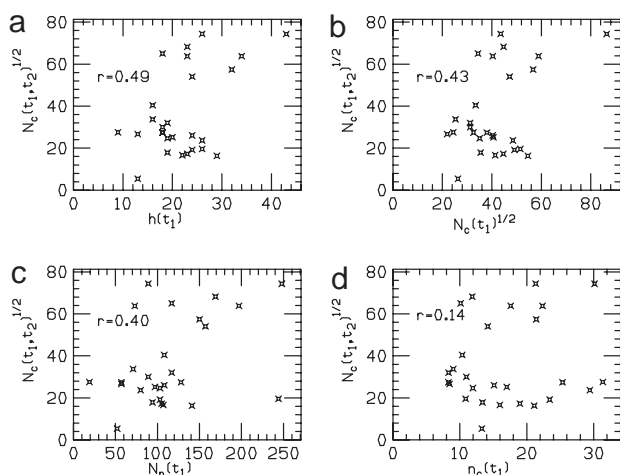 a
N_c(t_1,t_2)^1/2
80
60
40
20
0
r=0.49
0 10 20 30 40
h(t_1)
b
N_c(t_1,t_2)^1/2
80
60
40
20
0
r=0.43
0 20 40 60 80
N_c(t_1)^1/2
c
N_c(t_1,t_2)^1/2
80
60
40
20
0
r=0.40
0 50 100 150 200 250
N_p(t_1)
d
N_c(t_1,t_2)^1/2
80
60
40
20
0
r=0.14
0 10 20 30
n_c(t_1)